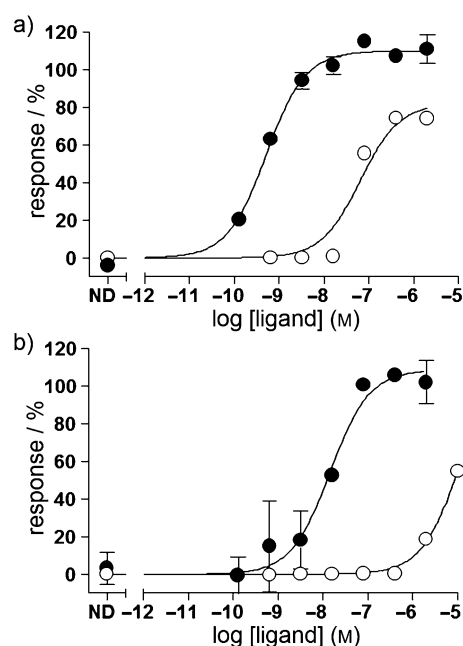 a)
120
100
80
60
40
20
0
response / %
ND –12 –11 –10 –9 –8 –7 –6 –5
log [ligand] (M)
b)
120
100
80
60
40
20
0
response / %
ND –12 –11 –10 –9 –8 –7 –6 –5
log [ligand] (M)